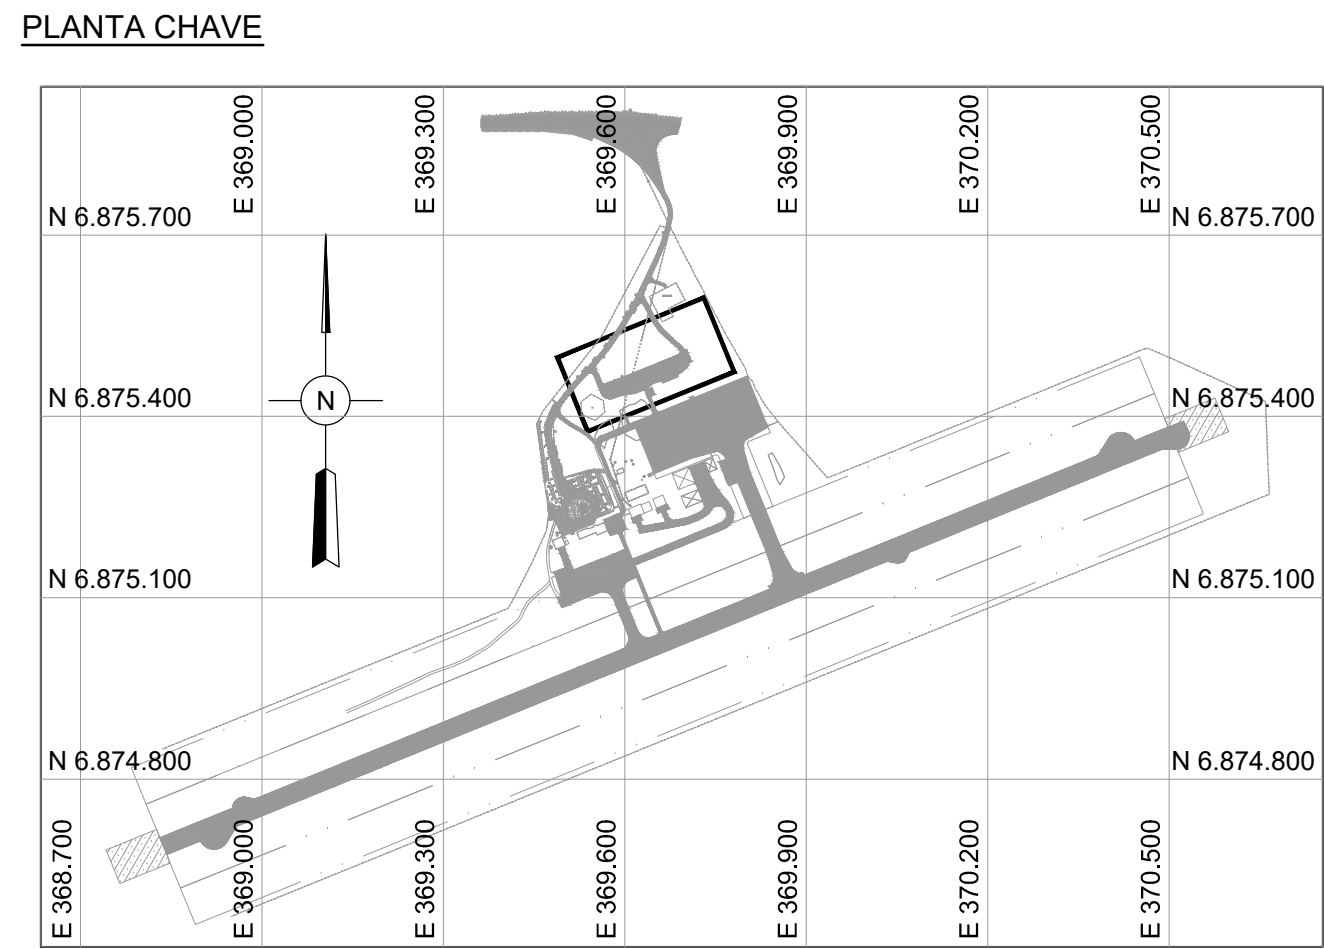 PLANTA CHAVE
E 369.000
E 369.300
E 369.600
E 369.900
E 370.200
E 370.500
N 6.875.700
N 6.875.700
N
N 6.875.400
N 6.875.400
N 6.875.100
N 6.875.100
N 6.874.800
N 6.874.800
E 368.700
E 369.000
E 369.300
E 369.600
E 369.900
E 370.200
E 370.500